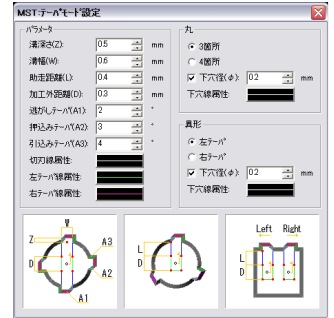 MST:テーパモード設定
パラメータ
溝深さ(Z): 0.5 mm
溝幅(W): 0.6 mm
助走距離(L): 0.4 mm
加工外距離(D): 0.3 mm
逃がしテーパ(A1): 2 °
押込みテーパ(A2): 3 °
引込みテーパ(A3): 4 °
切刃線属性:
左テーパ線属性:
右テーパ線属性:
丸
3箇所
4箇所
下穴径(φ): 0.2 mm
下穴線属性:
異形
左テーパ
右テーパ
下穴径(φ): 0.2 mm
下穴線属性:
W
Z
D
A3
A2
A1
L
D
Left Right
L
D